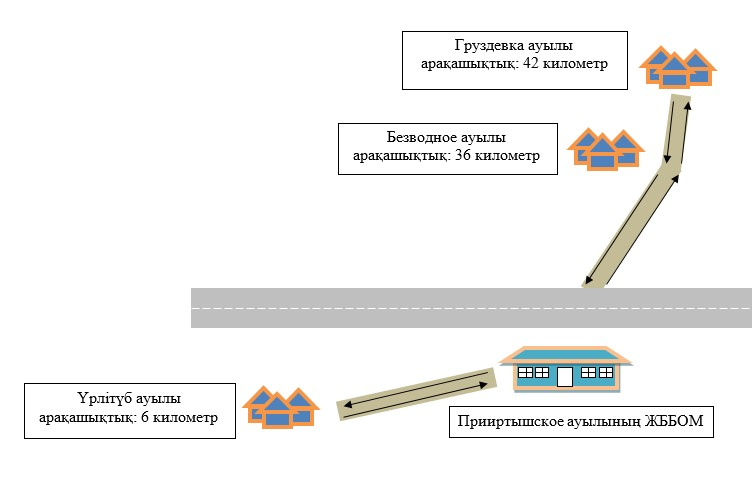 Груздевка ауылы
арақашықтық: 42 километр
Безводное ауылы
арақашықтық: 36 километр
Үрлітүб ауылы
арақашықтық: 6 километр
Прииртышское ауылының ЖББОМ